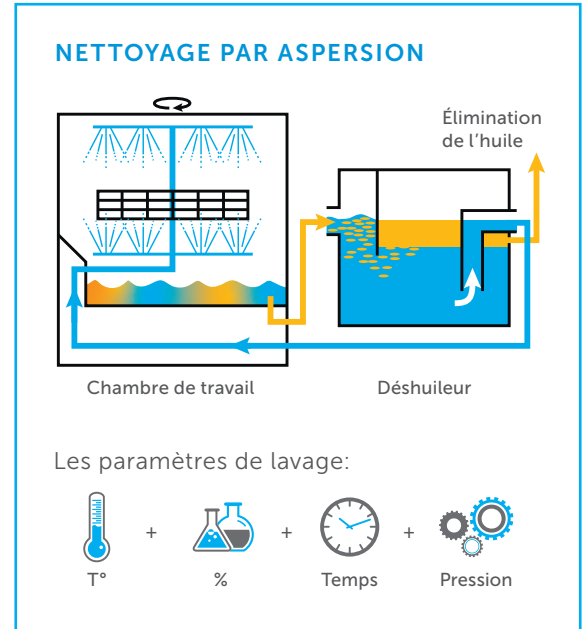 NETTOYAGE PAR ASPERSION
Élimination
de l’huile
Chambre de travail
Déshuileur
Les paramètres de lavage:
T° + % + Temps + Pression